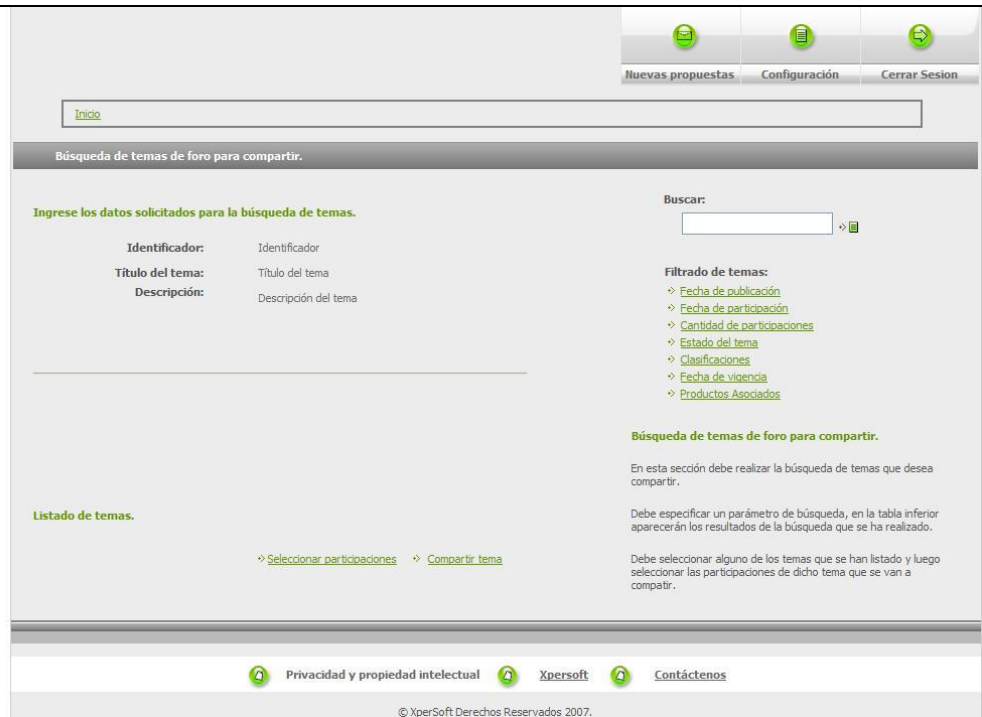 Nuevas propuestas Configuración Cerrar Sesion
Inicio
Búsqueda de temas de foro para compartir.
Ingrese los datos solicitados para la búsqueda de temas.
Identificador: Identificador
Título del tema: Título del tema
Descripción: Descripción del tema
Listado de temas.
Seleccionar participaciones Compartir tema
Buscar:
Filtrado de temas:
Fecha de publicación
Fecha de participación
Cantidad de participaciones
Estado del tema
Clasificaciones
Fecha de vigencia
Productos Asociados
Búsqueda de temas de foro para compartir.
En esta sección debe realizar la búsqueda de temas que desea
compartir.
Debe especificar un parámetro de búsqueda, en la tabla inferior
aparecerán los resultados de la búsqueda que se ha realizado.
Debe seleccionar alguno de los temas que se han listado y luego
seleccionar las participaciones de dicho tema que se van a
compatir.
Privacidad y propiedad intelectual Xpersoft Contáctenos
© XperSoft Derechos Reservados 2007.